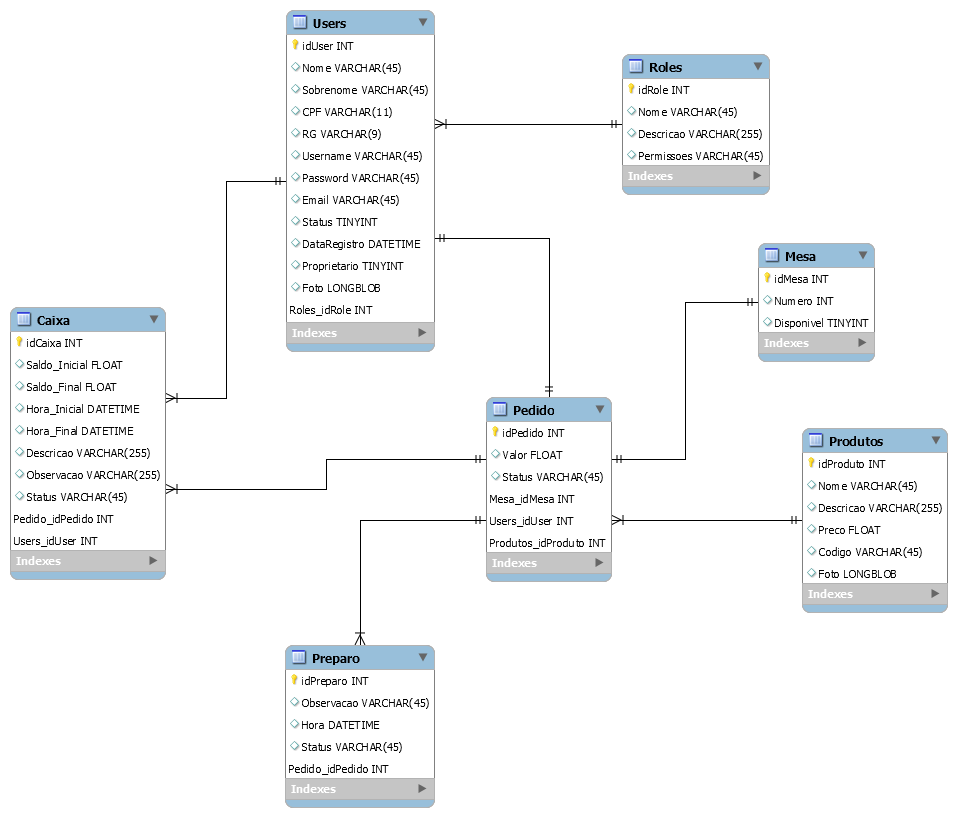 Users
idUser INT
Nome VARCHAR(45)
Sobrenome VARCHAR(45)
CPF VARCHAR(11)
RG VARCHAR(9)
Username VARCHAR(45)
Password VARCHAR(45)
Email VARCHAR(45)
Status TINYINT
DataRegistro DATETIME
Proprietario TINYINT
Foto LONGBLOB
Roles_idRole INT
Indexes
Roles
idRole INT
Nome VARCHAR(45)
Descricao VARCHAR(255)
Permissoes VARCHAR(45)
Indexes
Mesa
idMesa INT
Numero INT
Disponivel TINYINT
Indexes
Caixa
idCaixa INT
Saldo_Inicial FLOAT
Saldo_Final FLOAT
Hora_Inicial DATETIME
Hora_Final DATETIME
Descricao VARCHAR(255)
Observacao VARCHAR(255)
Status VARCHAR(45)
Pedido_idPedido INT
Users_idUser INT
Indexes
Pedido
idPedido INT
Valor FLOAT
Status VARCHAR(45)
Mesa_idMesa INT
Users_idUser INT
Produtos_idProduto INT
Indexes
Produtos
idProduto INT
Nome VARCHAR(45)
Descricao VARCHAR(255)
Preco FLOAT
Codigo VARCHAR(45)
Foto LONGBLOB
Indexes
Preparo
idPreparo INT
Observacao VARCHAR(45)
Hora DATETIME
Status VARCHAR(45)
Pedido_idPedido INT
Indexes